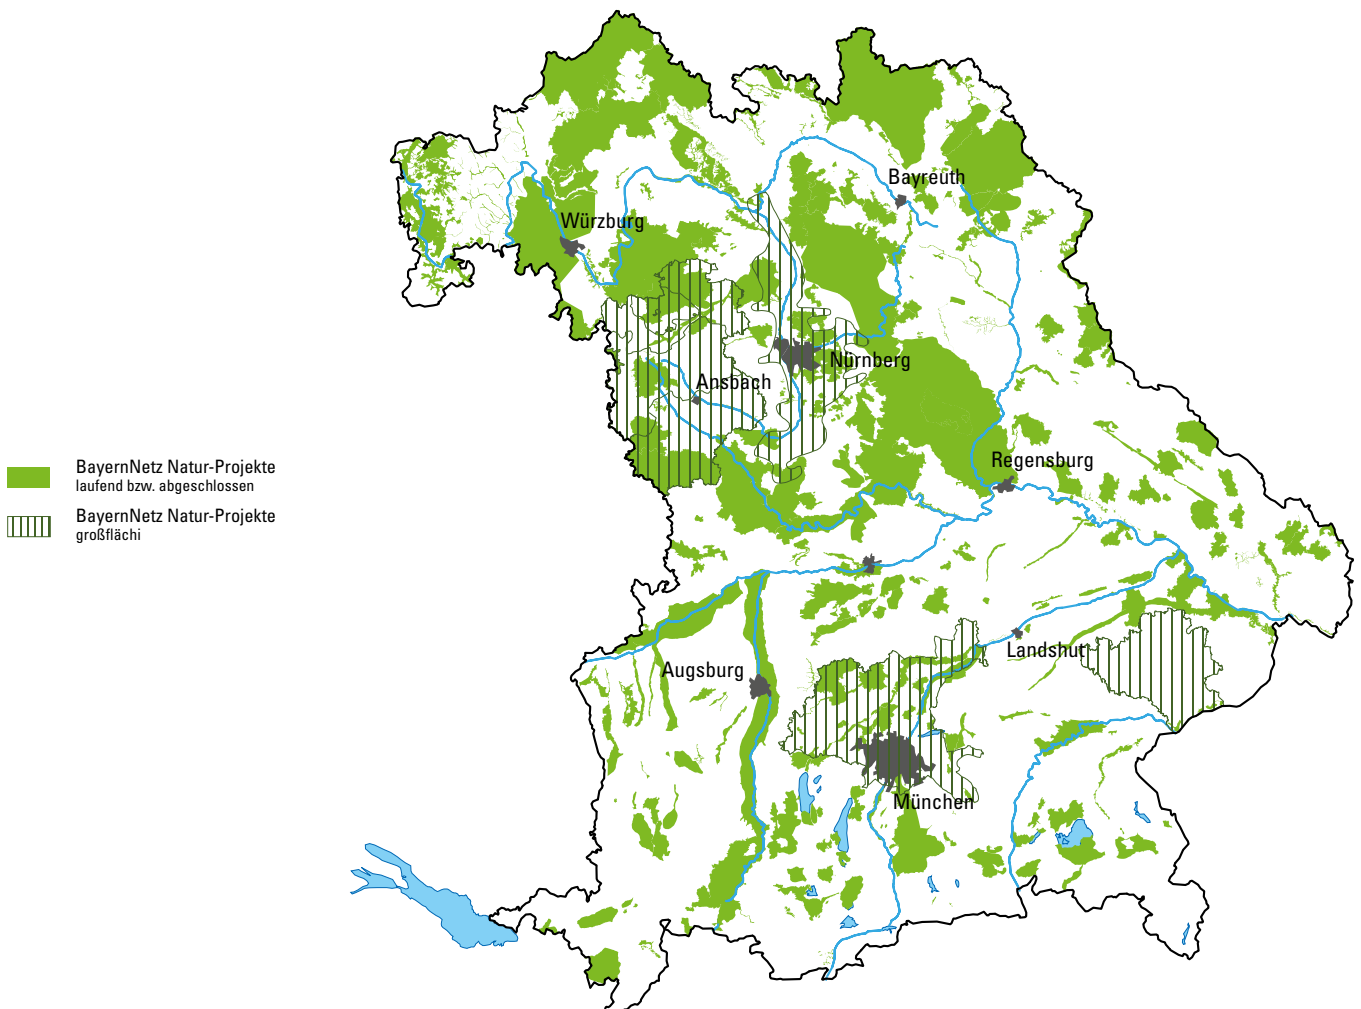 Bayreuth
Würzburg
Nürnberg
Ansbach
Regensburg
BayernNetz Natur-Projekte
laufend bzw. abgeschlossen
BayernNetz Natur-Projekte
großflächi
Landshut
Augsburg
München